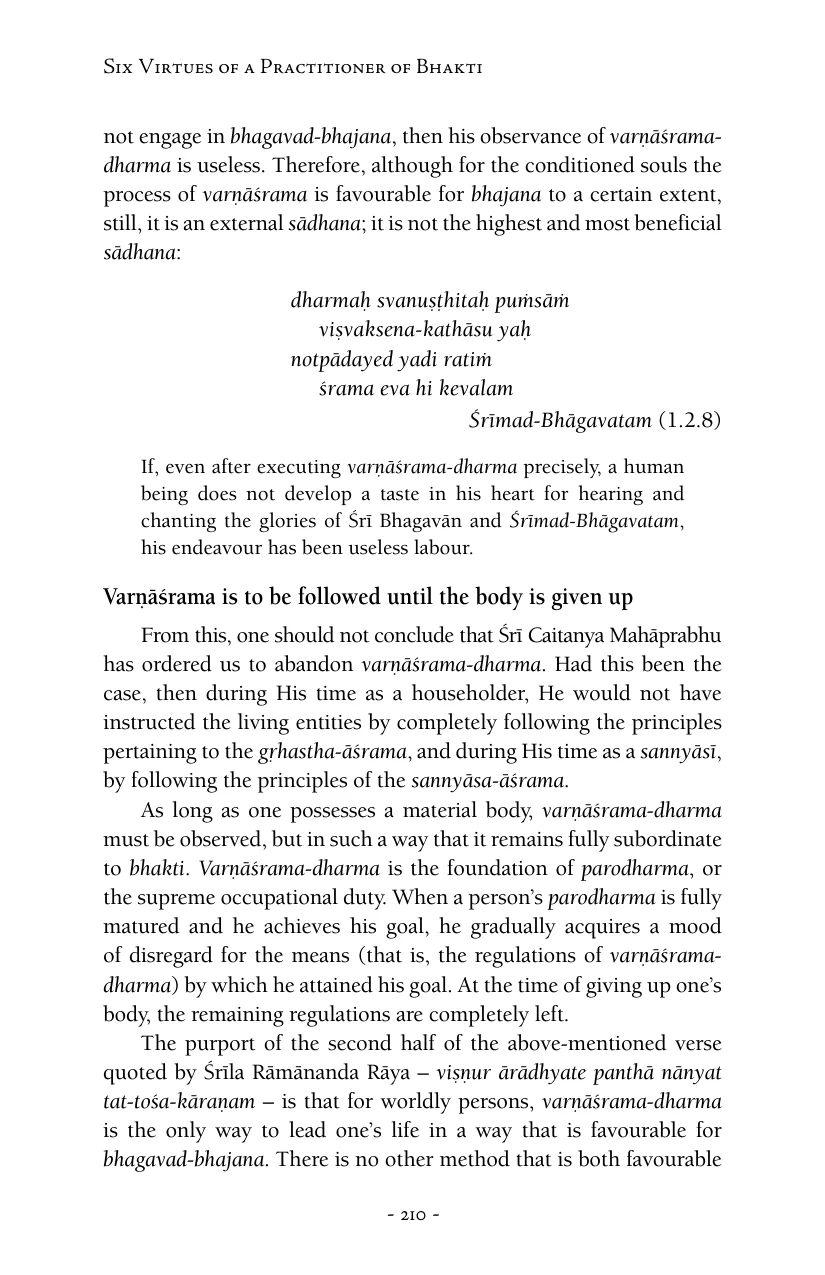 Six Virtues of a Practitioner of Bhakti
not engage in bhagavad-bhajana, then his observance of varṇāśrama-
dharma is useless. Therefore, although for the conditioned souls the
process of varṇāśrama is favourable for bhajana to a certain extent,
still, it is an external sādhana; it is not the highest and most beneficial
sādhana:
dharmaḥ svanuṣṭhitaḥ puṁsāṁ
viṣvaksena-kathāsu yaḥ
notpādayed yadi ratiṁ
śrama eva hi kevalam
Śrīmad-Bhāgavatam (1.2.8)
If, even after executing varṇāśrama-dharma precisely, a human
being does not develop a taste in his heart for hearing and
chanting the glories of Śrī Bhagavān and Śrīmad-Bhāgavatam,
his endeavour has been useless labour.
Varṇāśrama is to be followed until the body is given up
From this, one should not conclude that Śrī Caitanya Mahāprabhu
has ordered us to abandon varṇāśrama-dharma. Had this been the
case, then during His time as a householder, He would not have
instructed the living entities by completely following the principles
pertaining to the gṛhastha-āśrama, and during His time as a sannyāsī,
by following the principles of the sannyāsa-āśrama.
As long as one possesses a material body, varṇāśrama-dharma
must be observed, but in such a way that it remains fully subordinate
to bhakti. Varṇāśrama-dharma is the foundation of parodharma, or
the supreme occupational duty. When a person's parodharma is fully
matured and he achieves his goal, he gradually acquires a mood
of disregard for the means (that is, the regulations of varṇāśrama-
dharma) by which he attained his goal. At the time of giving up one's
body, the remaining regulations are completely left.
The purport of the second half of the above-mentioned verse
quoted by Śrīla Rāmānanda Rāya – viṣṇur ārādhyate panthā nānyat
tat-tośa-kāraṇam – is that for worldly persons, varṇāśrama-dharma
is the only way to lead one's life in a way that is favourable for
bhagavad-bhajana. There is no other method that is both favourable
- 210 -